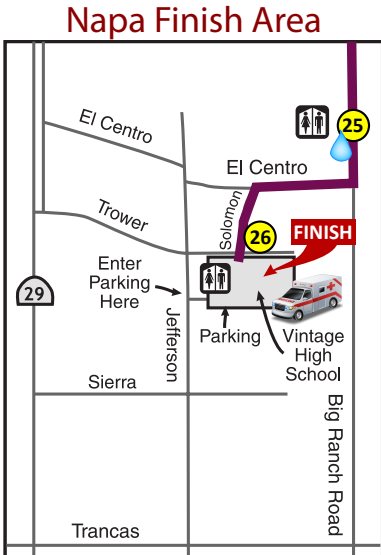 Napa Finish Area
El Centro
25
El Centro
Solomon
Trower
26
FINISH
Enter
Parking
Here
29
Jefferson
Parking
Vintage
High
School
Sierra
Big Ranch Road
Trancas